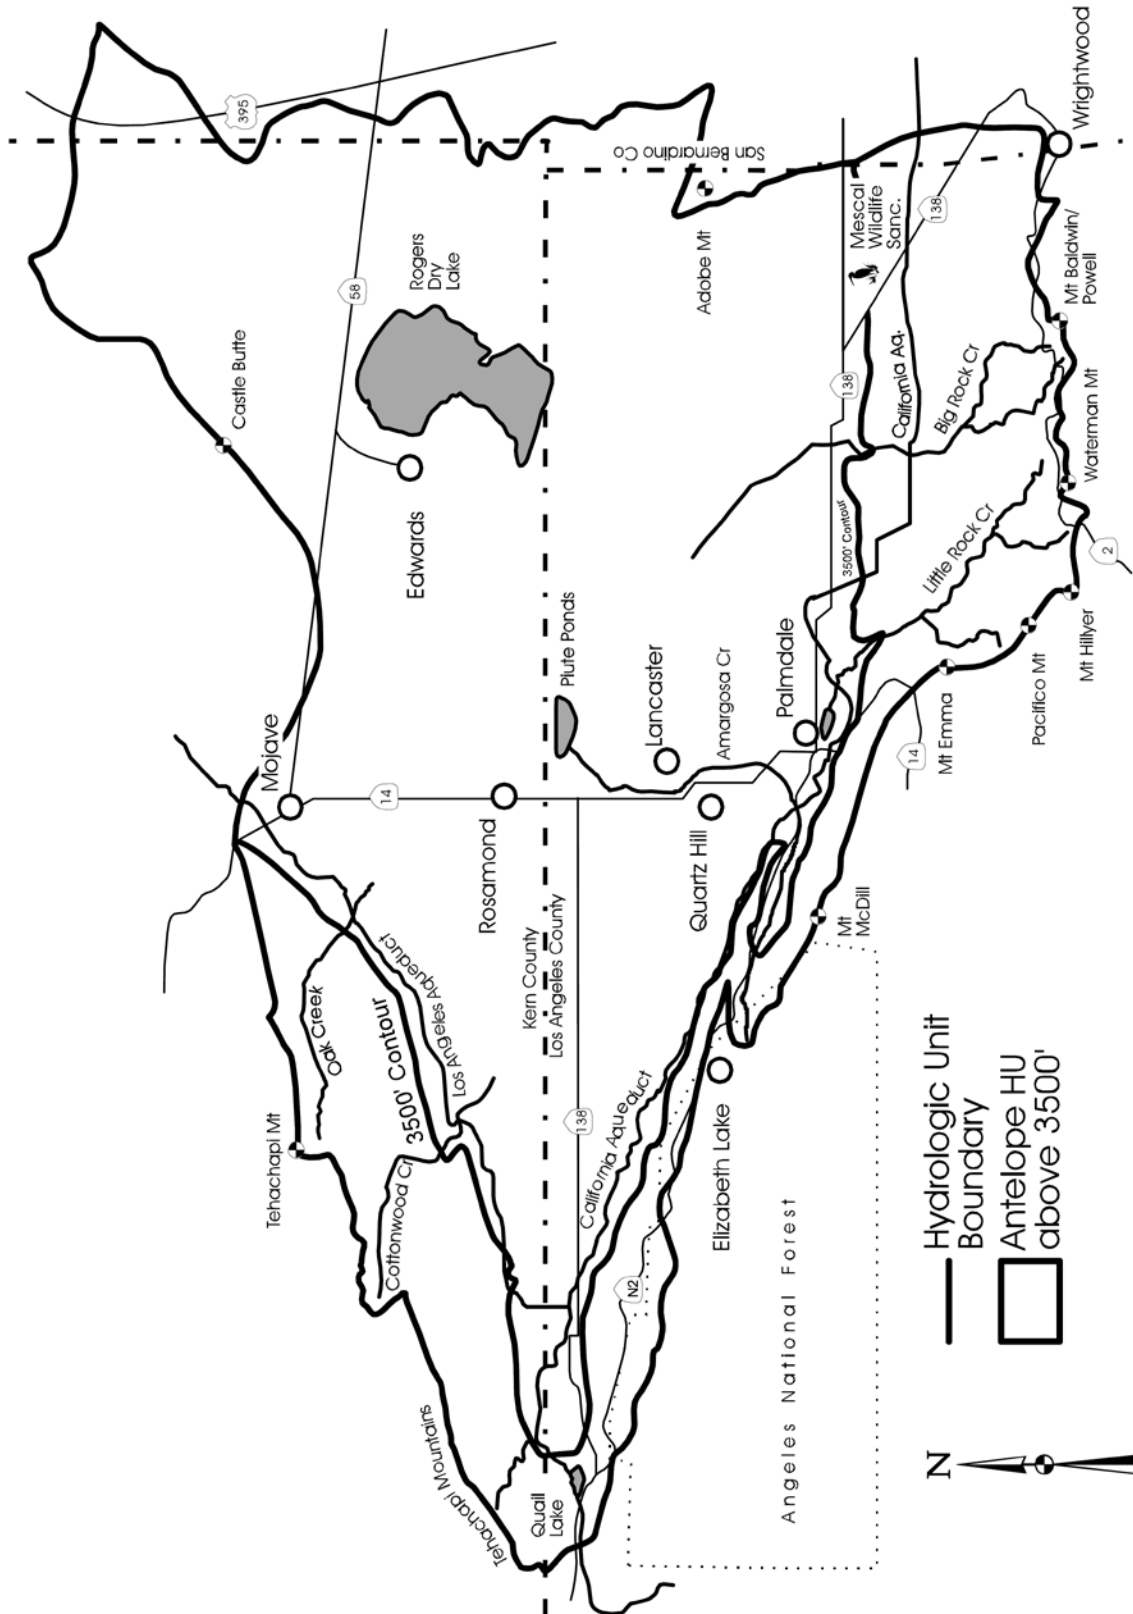 395
58
Castle Butte
Rogers
Dry
Lake
Edwards
San Bernardino Co
Adobe Mt
Mescal
Wildlife
Sanc.
138
Wrightwood
Mt Baldwin/
Powell
California Aq.
Big Rock Cr
138
3500' Contour
Waterman Mt
Little Rock Cr
2
Mt Hillyer
Pacifico Mt
Mt Emma
14
Palmdale
Amargosa Cr
Lancaster
Piute Ponds
Mojave
14
Rosamond
Quartz Hill
Kern County
Los Angeles County
Mt
McDill
Oak Creek
Los Angeles Aqueduct
3500' Contour
Tehachapi Mt
Cottonwood Cr
138
California Aqueduct
Elizabeth Lake
N2
Tehachapi Mountains
Quail
Lake
Angeles National Forest
Hydrologic Unit
Boundary
Antelope HU
above 3500'
N